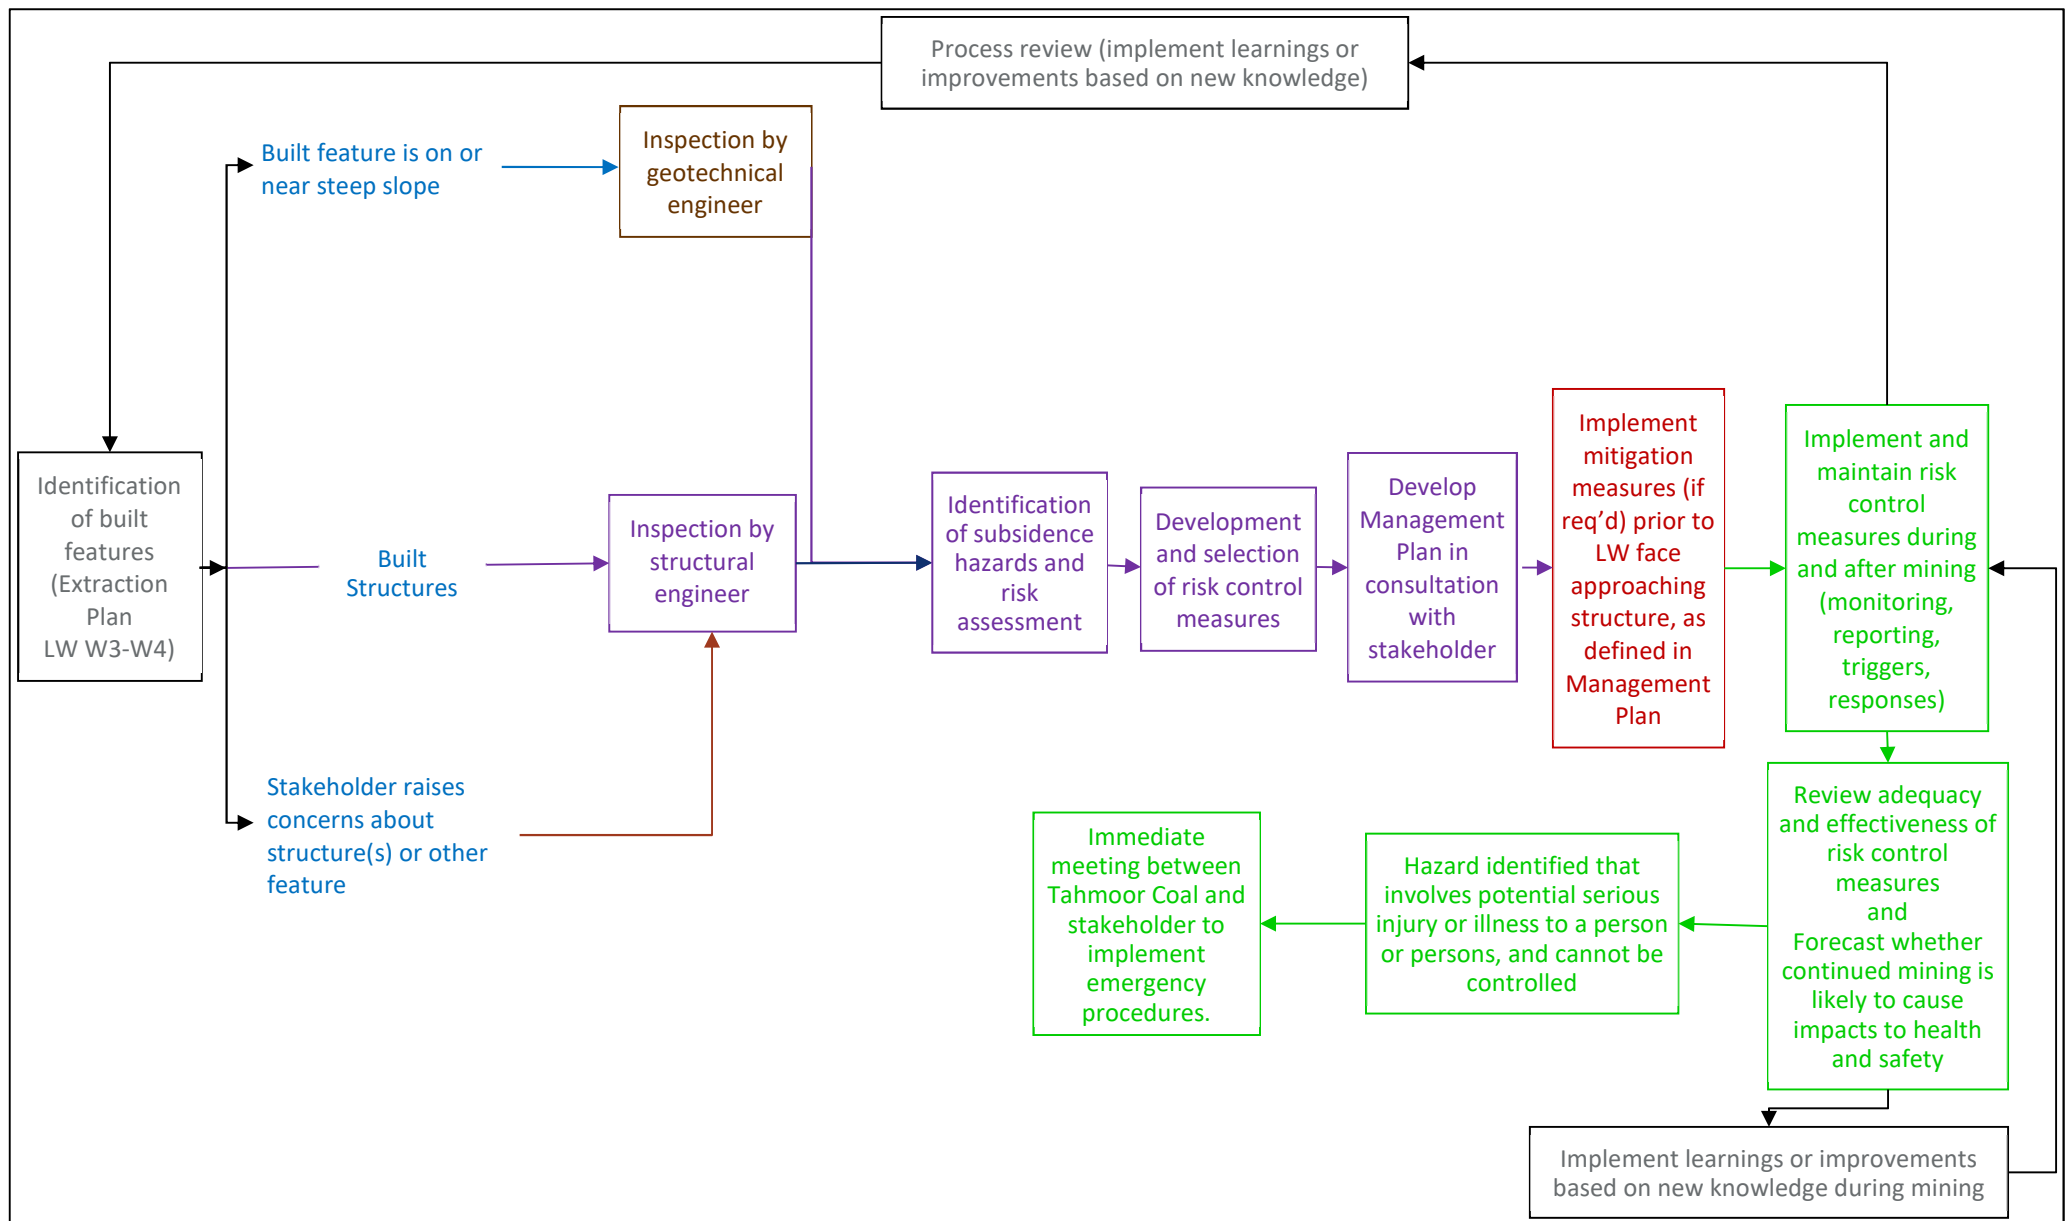 Process review (implement learnings or
improvements based on new knowledge)
Built feature is on or
near steep slope
Inspection by
geotechnical
engineer
Identification
of built
features
(Extraction
Plan
LW W3-W4)
Built
Structures
Inspection by
structural
engineer
Stakeholder raises
concerns about
structure(s) or other
feature
Identification
of subsidence
hazards and
risk
assessment
Development
and selection
of risk control
measures
Develop
Management
Plan in
consultation
with
stakeholder
Implement
mitigation
measures (if
req’d) prior to
LW face
approaching
structure, as
defined in
Management
Plan
Implement and
maintain risk
control
measures during
and after mining
(monitoring,
reporting,
triggers,
responses)
Review adequacy
and effectiveness of
risk control
measures
and
Forecast whether
continued mining is
likely to cause
impacts to health
and safety
Hazard identified that
involves potential serious
injury or illness to a person
or persons, and cannot be
controlled
Immediate
meeting between
Tahmoor Coal and
stakeholder to
implement
emergency
procedures.
Implement learnings or improvements
based on new knowledge during mining